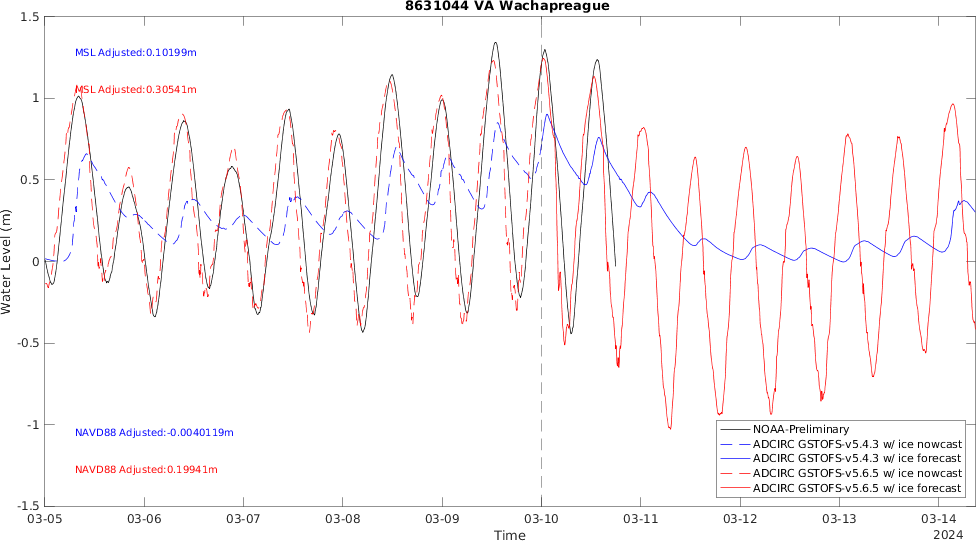 8631044 VA Wachapreague
Water Level (m)
1.5
1
0.5
0
-0.5
-1
-1.5
MSL Adjusted:0.10199m
MSL Adjusted:0.30541m
NAVD88 Adjusted:-0.0040119m
NAVD88 Adjusted:0.19941m
NOAA-Preliminary
ADCIRC GSTOFS-v5.4.3 w/ ice nowcast
ADCIRC GSTOFS-v5.4.3 w/ ice forecast
ADCIRC GSTOFS-v5.6.5 w/ ice nowcast
ADCIRC GSTOFS-v5.6.5 w/ ice forecast
03-05 03-06 03-07 03-08 03-09 03-10 03-11 03-12 03-13 03-14
Time
2024